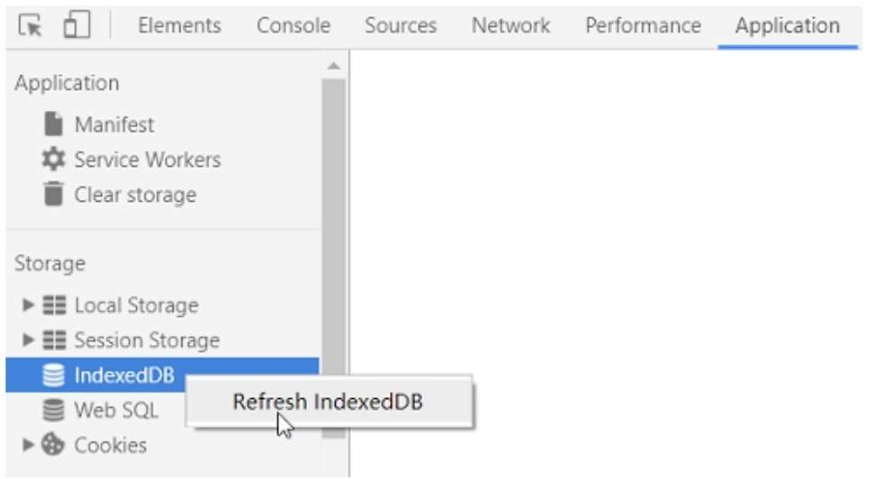 Elements Console Sources Network Performance Application
Application
Manifest
Service Workers
Clear storage
Storage
Local Storage
Session Storage
IndexedDB
Refresh IndexedDB
Web SQL
Cookies